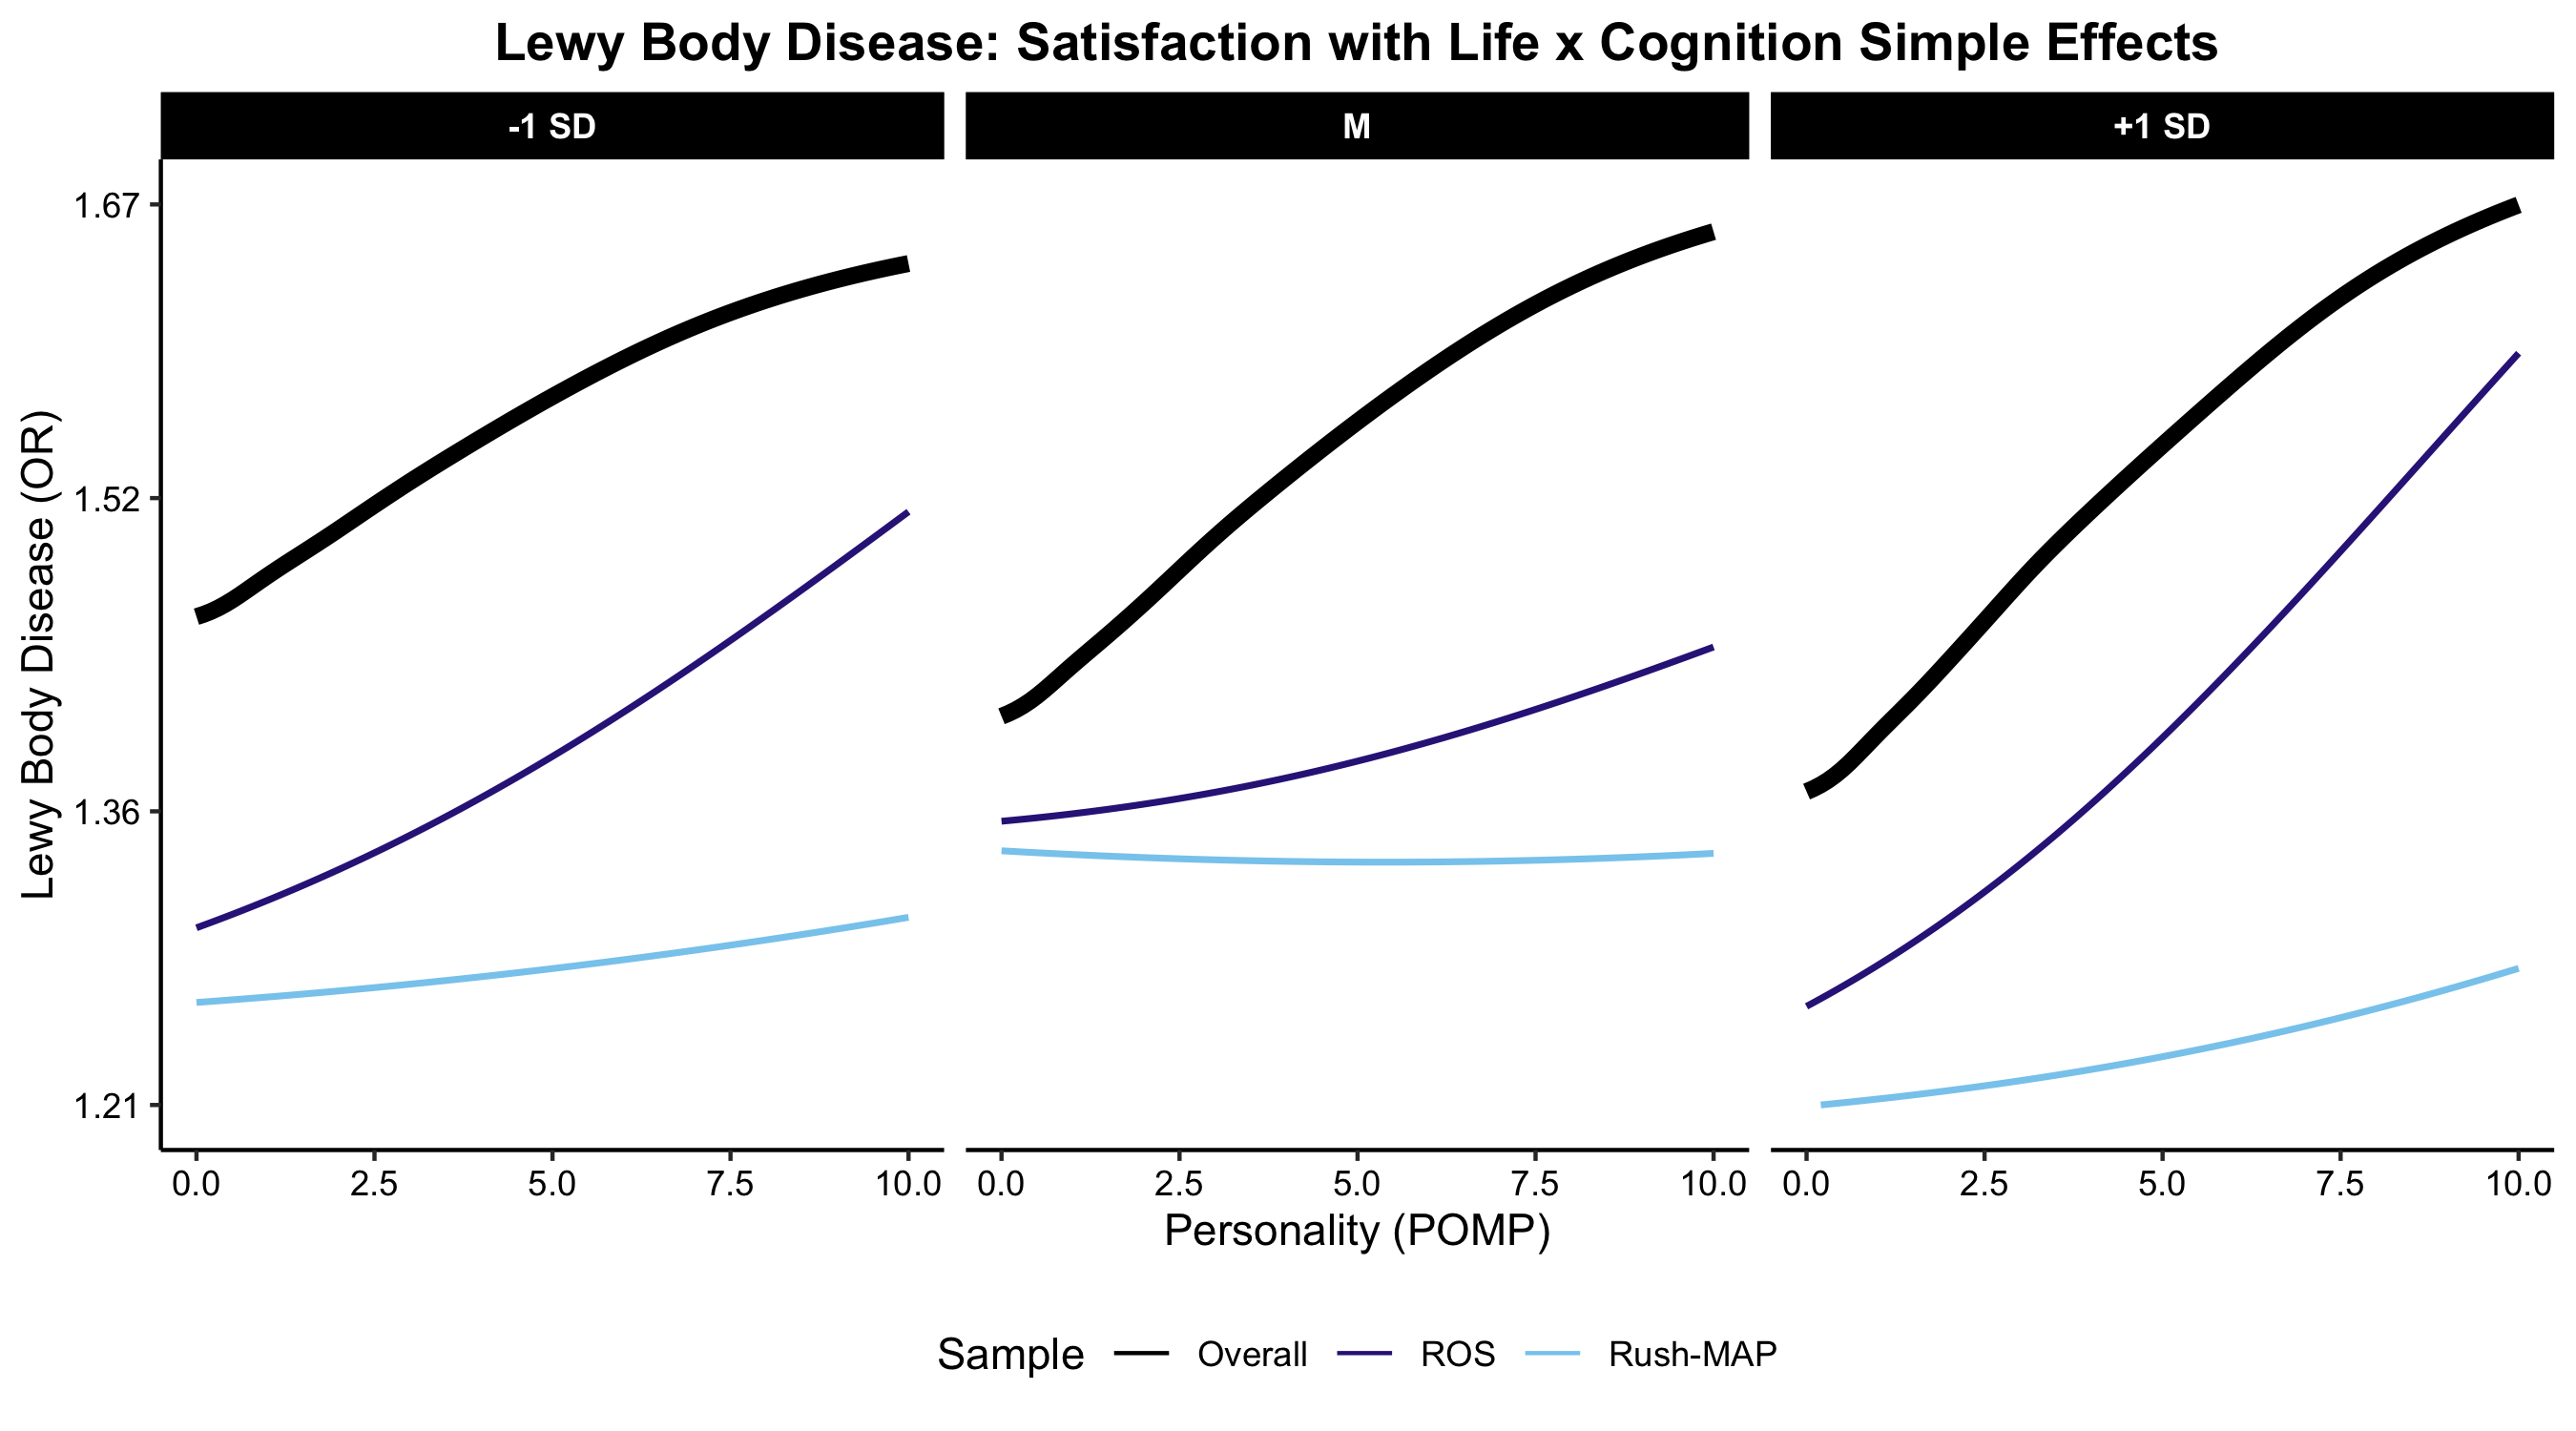 Lewy Body Disease: Satisfaction with Life x Cognition Simple Effects
-1 SD
M
+1 SD
Lewy Body Disease (OR)
1.67
1.52
1.36
1.21
0.0 2.5 5.0 7.5 10.0
0.0 2.5 5.0 7.5 10.0
0.0 2.5 5.0 7.5 10.0
Personality (POMP)
Sample Overall ROS Rush-MAP